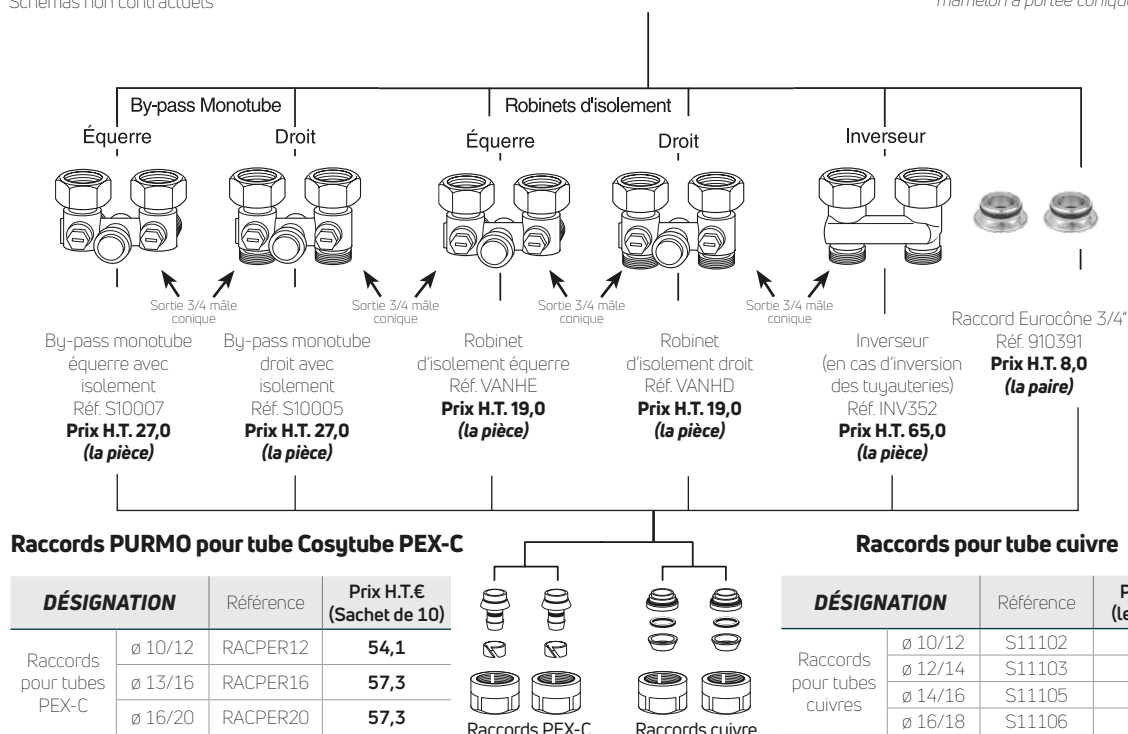 Schémas non contractuels
mamelon à portée conique
By-pass Monotube
Robinets d'isolement
Équerre
Droit
Équerre
Droit
Inverseur
Sortie 3/4 mâle
conique
Sortie 3/4 mâle
conique
Sortie 3/4 mâle
conique
Sortie 3/4 mâle
conique
By-pass monotube
équerre avec
isolement
Réf. S10007
Prix H.T. 27,0
(la pièce)
By-pass monotube
droit avec
isolement
Réf. S10005
Prix H.T. 27,0
(la pièce)
Robinet
d'isolement équerre
Réf. VANHE
Prix H.T. 19,0
(la pièce)
Robinet
d'isolement droit
Réf. VANHD
Prix H.T. 19,0
(la pièce)
Inverseur
(en cas d'inversion
des tuyauteries)
Réf. INV352
Prix H.T. 65,0
(la pièce)
Raccord Eurocône 3/4"
Réf. 910391
Prix H.T. 8,0
(la paire)
Raccords PURMO pour tube Cosytube PEX-C
DÉSIGNATION Référence Prix H.T.€
(Sachet de 10)
Raccords
pour tubes
PEX-C
ø 10/12 RACPER12 54,1
ø 13/16 RACPER16 57,3
ø 16/20 RACPER20 57,3
Raccords PEX-C
Raccords cuivre
Raccords pour tube cuivre
DÉSIGNATION Référence
Raccords
pour tubes
cuivres
ø 10/12 S11102
ø 12/14 S11103
ø 14/16 S11105
ø 16/18 S11106